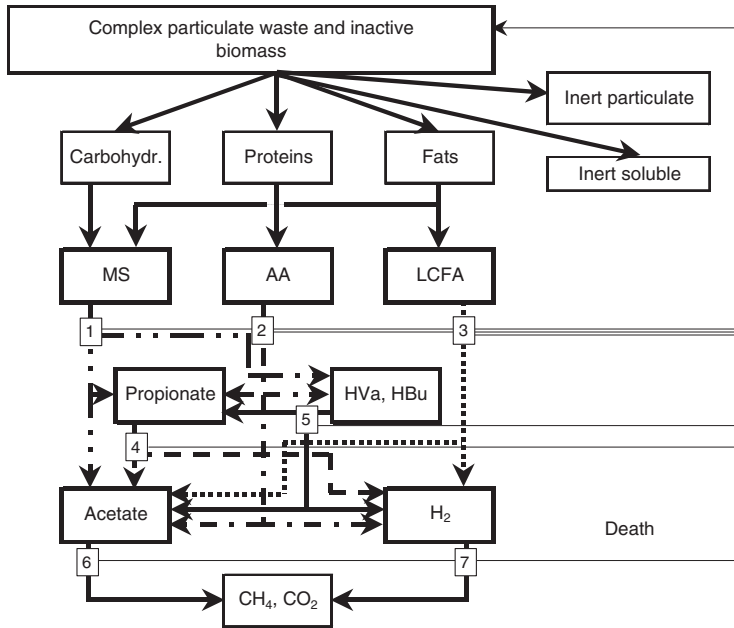 Complex particulate waste and inactive
biomass
Inert particulate
Carbohydr.
Proteins
Fats
Inert soluble
MS
AA
LCFA
1
2
3
Propionate
HVa, HBu
5
4
Acetate
H₂
Death
6
7
CH₄, CO₂